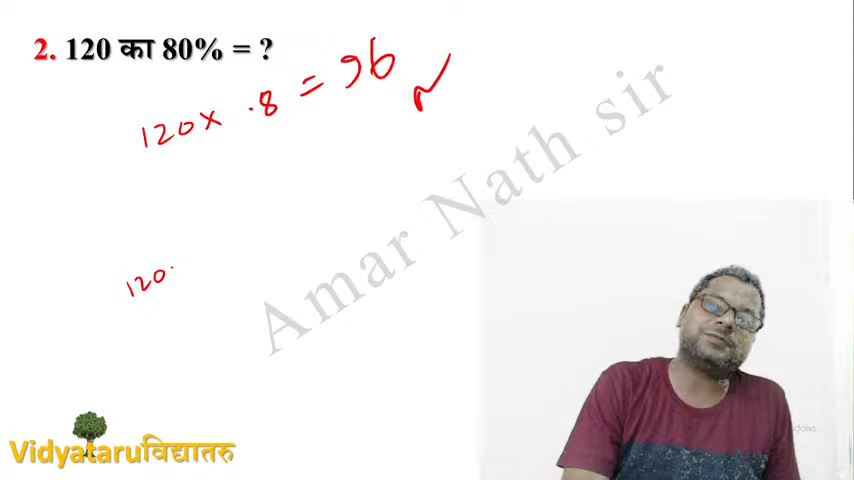 2. 120 का 80% = ?
120 x .8 = 96
Amar Nath sir
120.
Vidyataruविद्यातरु